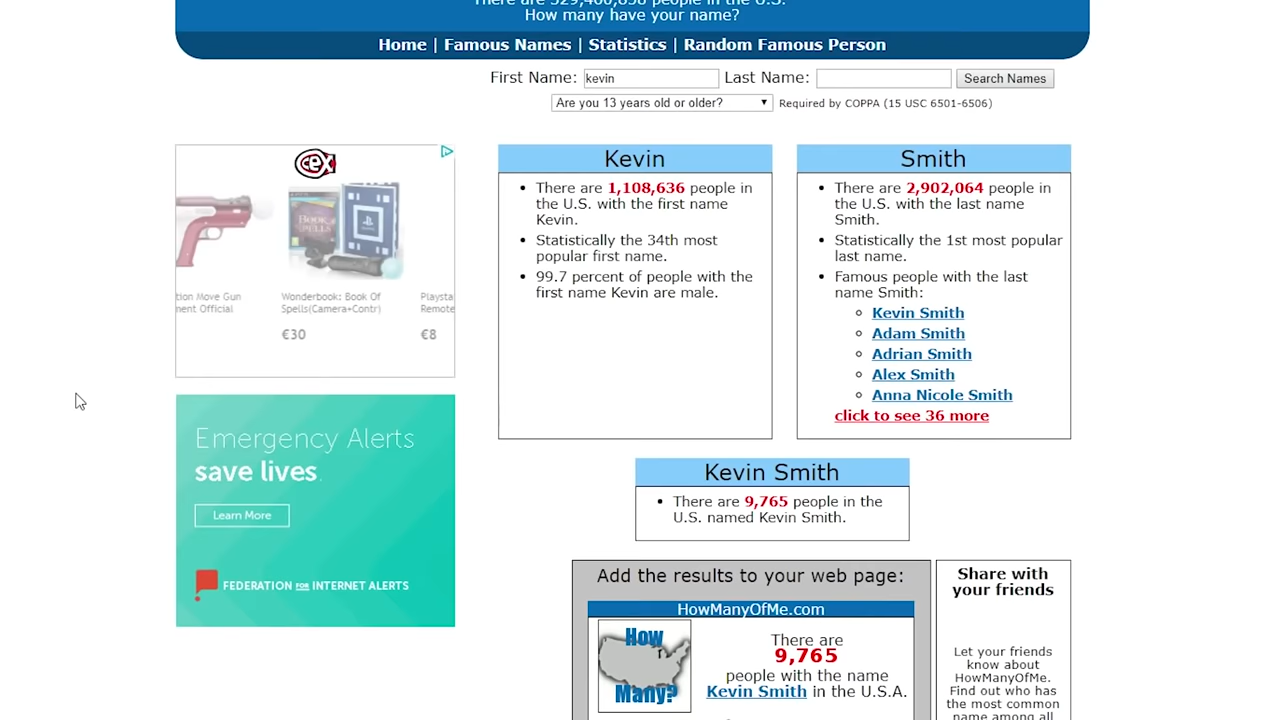 There are 329,400,858 people in the U.S.
How many have your name?
Home | Famous Names | Statistics | Random Famous Person
First Name: kevin Last Name: Search Names
Are you 13 years old or older? Required by COPPA (15 USC 6501-6506)
cex
tion Move Gun
nent Official
Wonderbook: Book Of
Spells(Camera+Contr)
€30
Playsta
Remote
€8
Emergency Alerts
save lives.
Learn More
FEDERATION FOR INTERNET ALERTS
Kevin
• There are 1,108,636 people in
the U.S. with the first name
Kevin.
• Statistically the 34th most
popular first name.
• 99.7 percent of people with the
first name Kevin are male.
Smith
• There are 2,902,064 people in
the U.S. with the last name
Smith.
• Statistically the 1st most popular
last name.
• Famous people with the last
name Smith:
Kevin Smith
Adam Smith
Adrian Smith
Alex Smith
Anna Nicole Smith
click to see 36 more
Kevin Smith
• There are 9,765 people in the
U.S. named Kevin Smith.
Add the results to your web page:
HowManyOfMe.com
How
Many?
There are
9,765
people with the name
Kevin Smith in the U.S.A.
Share with
your friends
Let your friends
know about
HowManyOfMe.
Find out who has
the most common
name among all